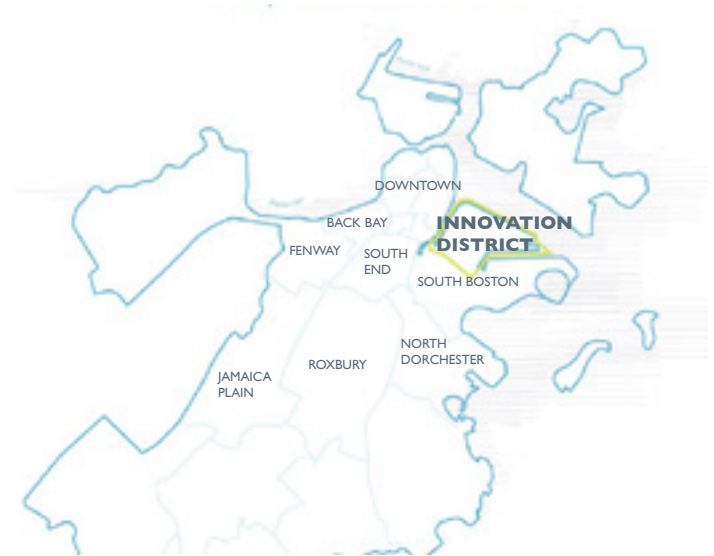 DOWNTOWN
BACK BAY
INNOVATION
DISTRICT
FENWAY
SOUTH
END
SOUTH BOSTON
NORTH
DORCHESTER
ROXBURY
JAMAICA
PLAIN